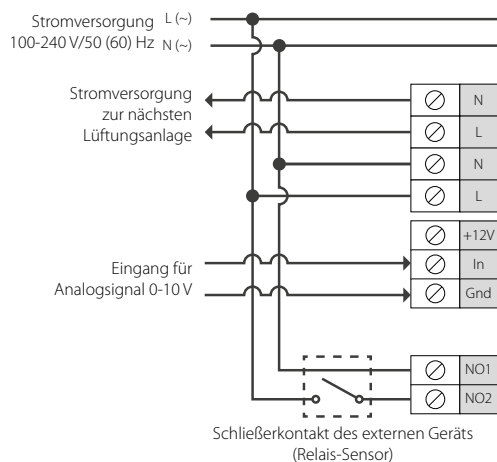 Stromversorgung L (~)
100-240 V/50 (60) Hz N (~)
Stromversorgung
zur nächsten
Lüftungsanlage
N
L
N
L
+12V
Eingang für
Analogsignal 0-10 V
In
Gnd
NO1
NO2
Schließerkontakt des externen Geräts
(Relais-Sensor)